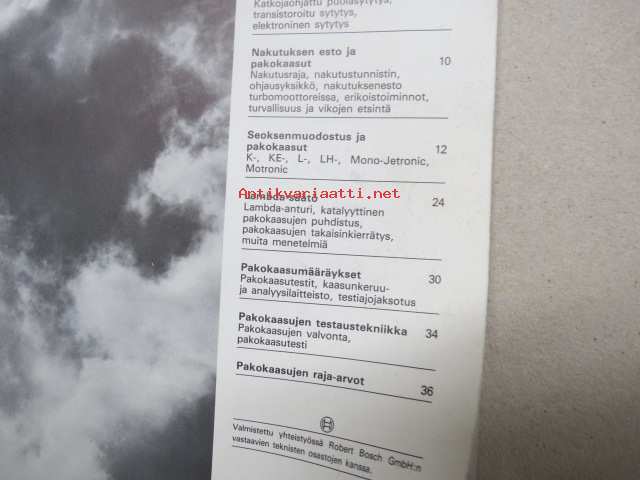 Katkojaohjattu puolasytytys,
transistoroitu sytytys,
elektroninen sytytys
Nakutuksen esto ja
pakokaasut 10
Nakutusraja, nakutustunnistin,
ohjausyksikkö, nakutuksenesto
turbomoottoreissa, erikoistoiminnot,
turvallisuus ja vikojen etsintä
Seoksenmuodostus ja
pakokaasut 12
K-, KE-, L-, LH-, Mono-Jetronic,
Motronic
Antikvariaatti.net
Lambda-säätö 24
Lambda-anturi, katalyyttinen
pakokaasujen puhdistus,
pakokaasujen takaisinkierrätys,
muita menetelmiä
Pakokaasumääräykset 30
Pakokaasutestit, kaasunkeruu-
ja analyysilaitteisto, testiajojaksotus
Pakokaasujen testaustekniikka 34
Pakokaasujen valvonta,
pakokaasutesti
Pakokaasujen raja-arvot 36
Valmistettu yhteistyössä Robert Bosch GmbH:n
vastaavien teknisten osastojen kanssa.